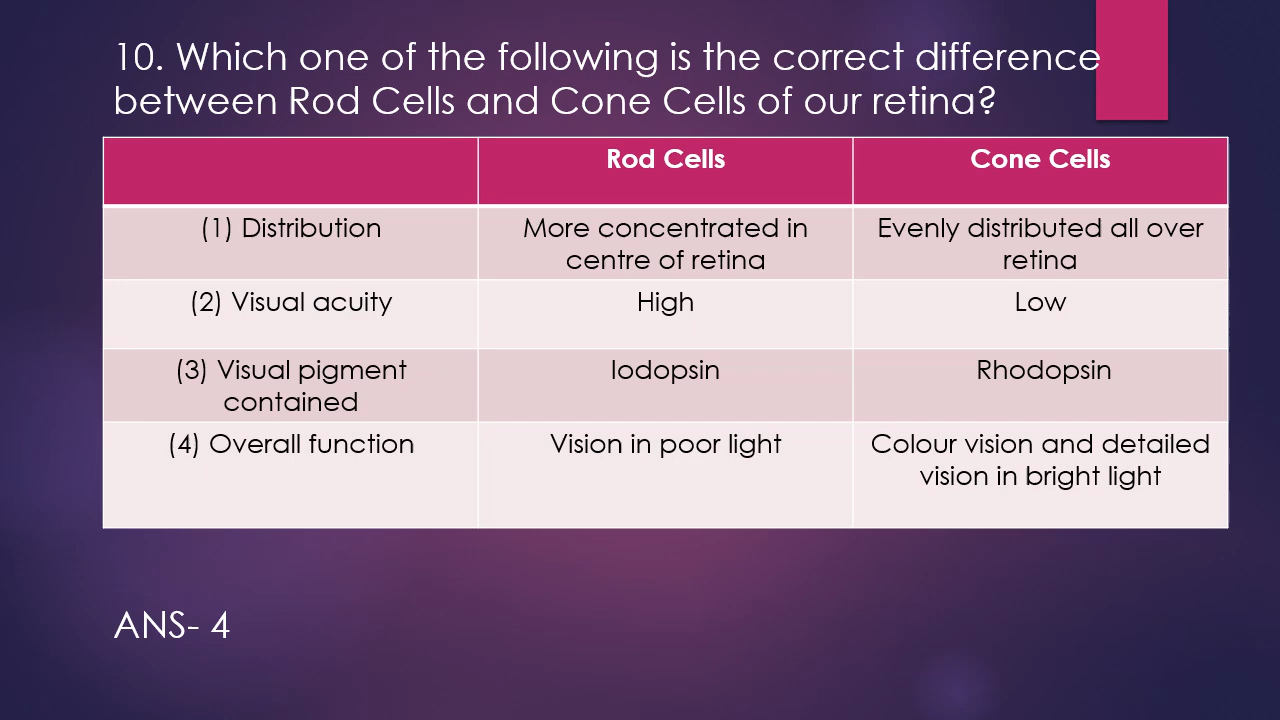 10. Which one of the following is the correct difference
between Rod Cells and Cone Cells of our retina?
Rod Cells
Cone Cells
(1) Distribution
More concentrated in
centre of retina
Evenly distributed all over
retina
(2) Visual acuity
High
Low
(3) Visual pigment
contained
Iodopsin
Rhodopsin
(4) Overall function
Vision in poor light
Colour vision and detailed
vision in bright light
ANS- 4